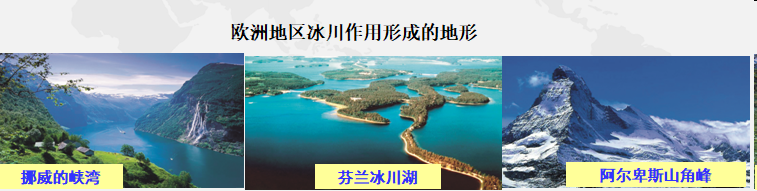 欧洲地区冰川作用形成的地形
挪威的峡湾
芬兰冰川湖
阿尔卑斯山角峰